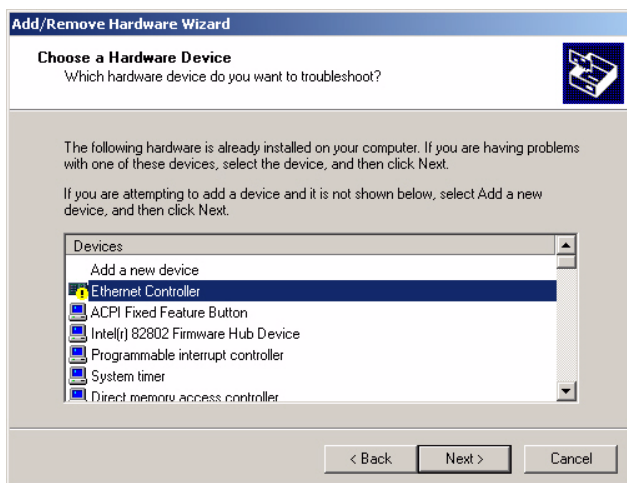 Add/Remove Hardware Wizard
Choose a Hardware Device
Which hardware device do you want to troubleshoot?
The following hardware is already installed on your computer. If you are having problems
with one of these devices, select the device, and then click Next.
If you are attempting to add a device and it is not shown below, select Add a new
device, and then click Next.
Devices
Add a new device
Ethernet Controller
ACPI Fixed Feature Button
Intel(r) 82802 Firmware Hub Device
Programmable interrupt controller
System timer
Direct memory access controller
< Back
Next >
Cancel